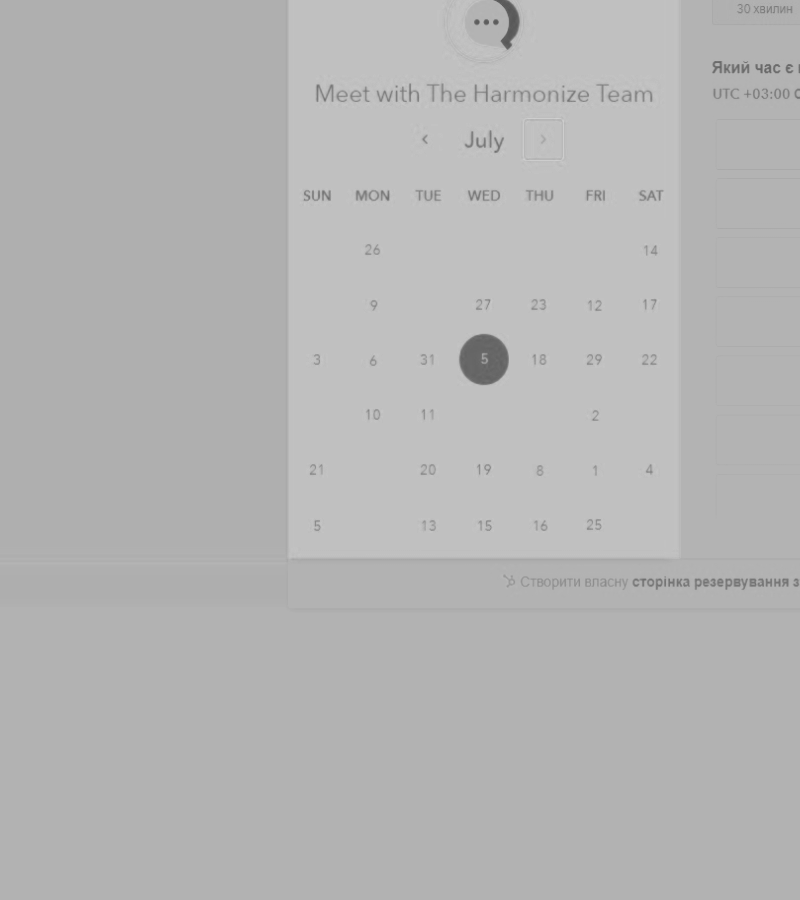 30 хвилин
Який час є
UTC +03:00
Meet with The Harmonize Team
July
SUN MON TUE WED THU FRI SAT
26 14
9 27 23 12 17
3 6 31 5 18 29 22
10 11 2
21 20 19 8 1 4
5 13 15 16 25
Створити власну сторінка резервування з